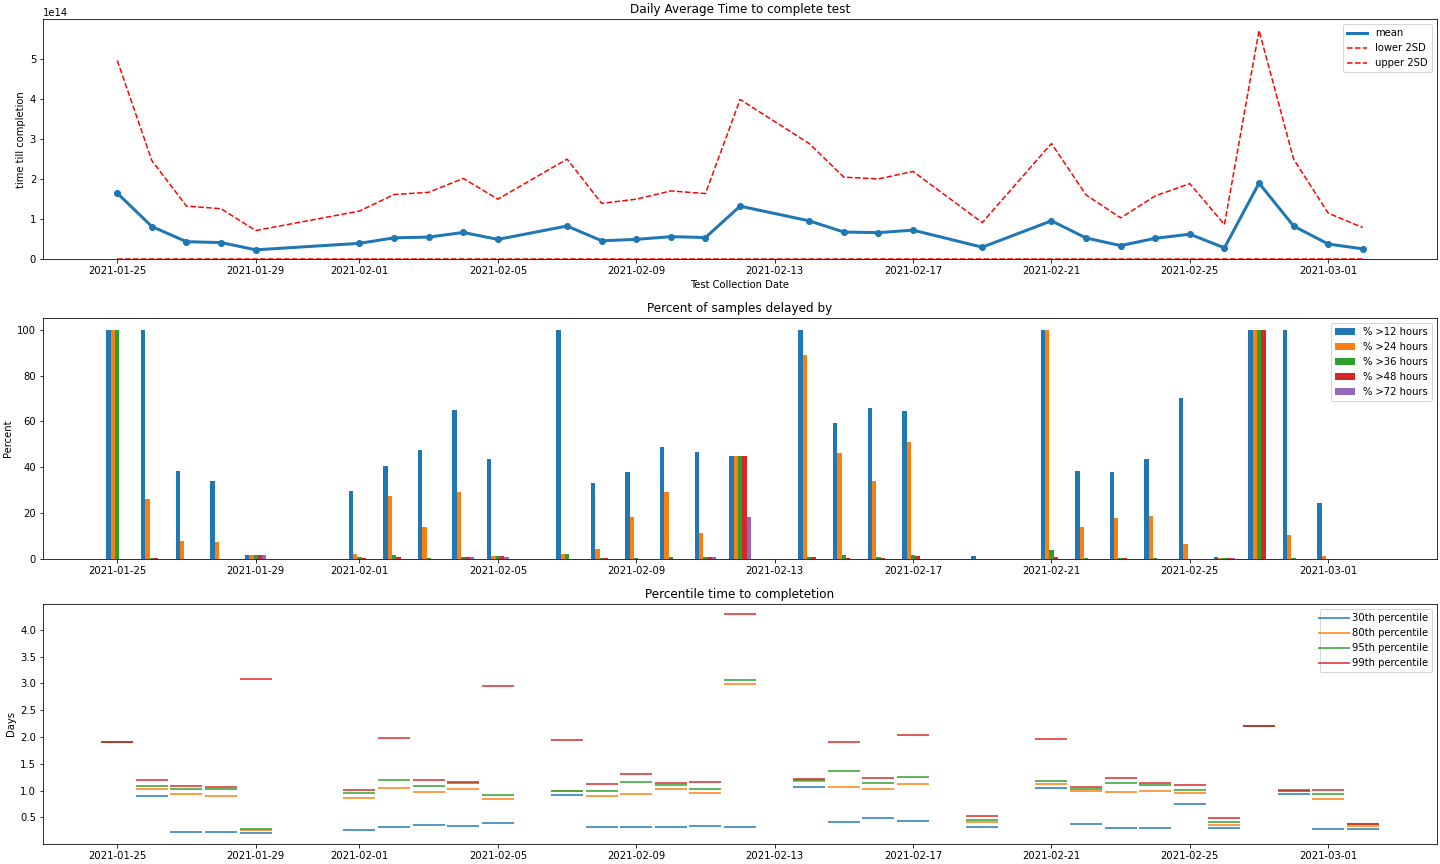 Daily Average Time to complete test
1e14
5
4
3
2
1
0
time till completion
mean
lower 2SD
upper 2SD
2021-01-25 2021-01-29 2021-02-01 2021-02-05 2021-02-09 2021-02-13 2021-02-17 2021-02-21 2021-02-25 2021-03-01
Test Collection Date
Percent of samples delayed by
100
80
60
40
20
0
Percent
% >12 hours
% >24 hours
% >36 hours
% >48 hours
% >72 hours
2021-01-25 2021-01-29 2021-02-01 2021-02-05 2021-02-09 2021-02-13 2021-02-17 2021-02-21 2021-02-25 2021-03-01
Percentile time to completetion
4.0
3.5
3.0
2.5
2.0
1.5
1.0
0.5
Days
30th percentile
80th percentile
95th percentile
99th percentile
2021-01-25 2021-01-29 2021-02-01 2021-02-05 2021-02-09 2021-02-13 2021-02-17 2021-02-21 2021-02-25 2021-03-01